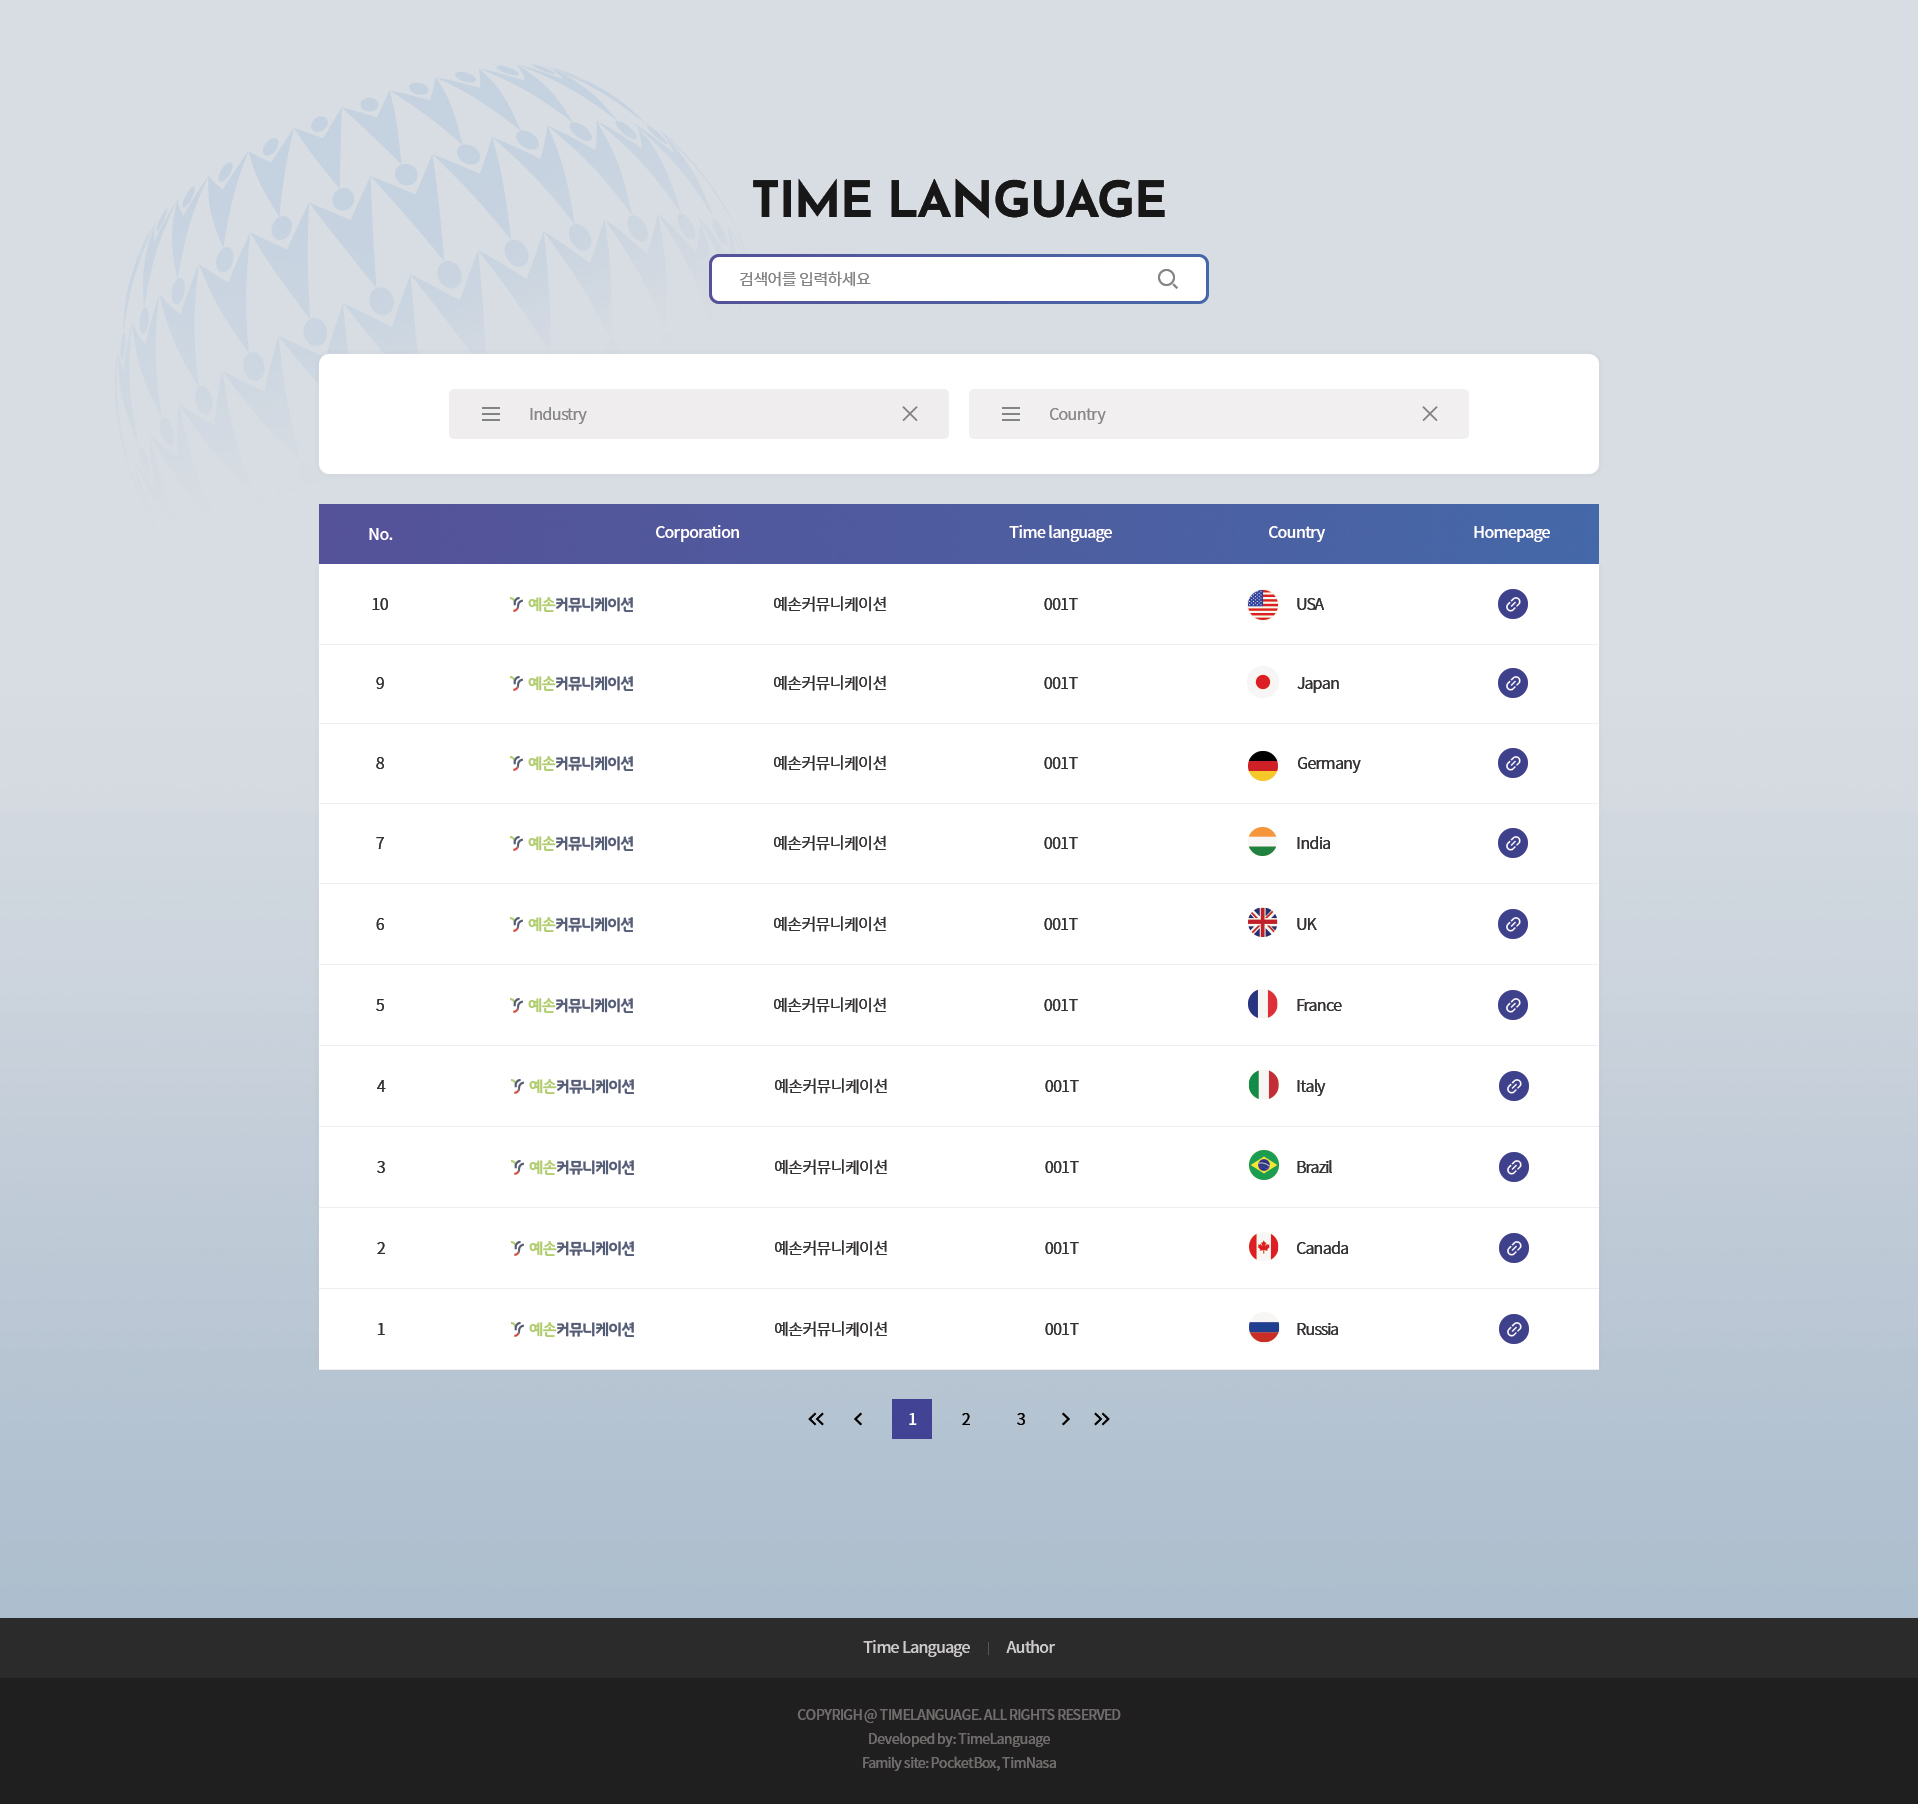 TIME LANGUAGE
검색어를 입력하세요
Industry Country
No. Corporation Time language Country Homepage
10 예손커뮤니케이션 예손커뮤니케이션 001T USA
9 예손커뮤니케이션 예손커뮤니케이션 001T Japan
8 예손커뮤니케이션 예손커뮤니케이션 001T Germany
7 예손커뮤니케이션 예손커뮤니케이션 001T India
6 예손커뮤니케이션 예손커뮤니케이션 001T UK
5 예손커뮤니케이션 예손커뮤니케이션 001T France
4 예손커뮤니케이션 예손커뮤니케이션 001T Italy
3 예손커뮤니케이션 예손커뮤니케이션 001T Brazil
2 예손커뮤니케이션 예손커뮤니케이션 001T Canada
1 예손커뮤니케이션 예손커뮤니케이션 001T Russia
1 2 3
Time Language | Author
COPYRIGH @ TIMELANGUAGE. ALL RIGHTS RESERVED
Developed by: TimeLanguage
Family site: PocketBox, TimNasa